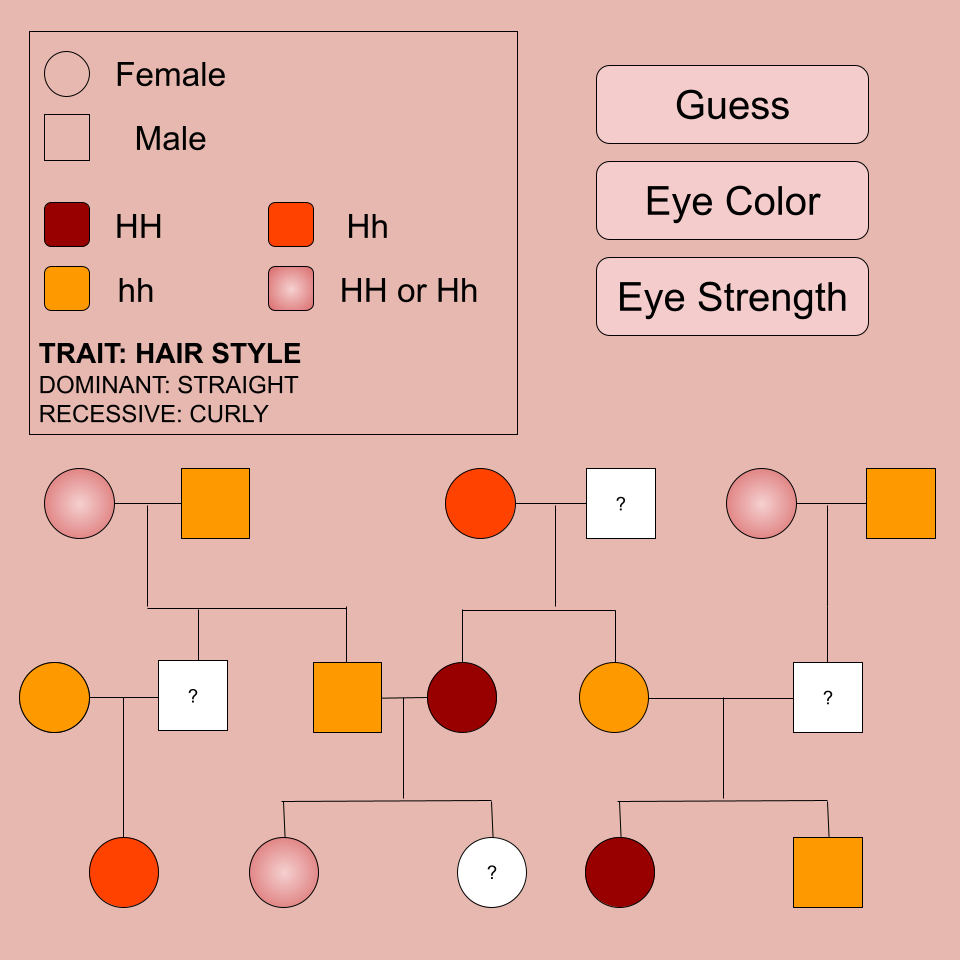 Female
Male
HH
Hh
hh
HH or Hh
TRAIT: HAIR STYLE
DOMINANT: STRAIGHT
RECESSIVE: CURLY
Guess
Eye Color
Eye Strength
?
?
?
?